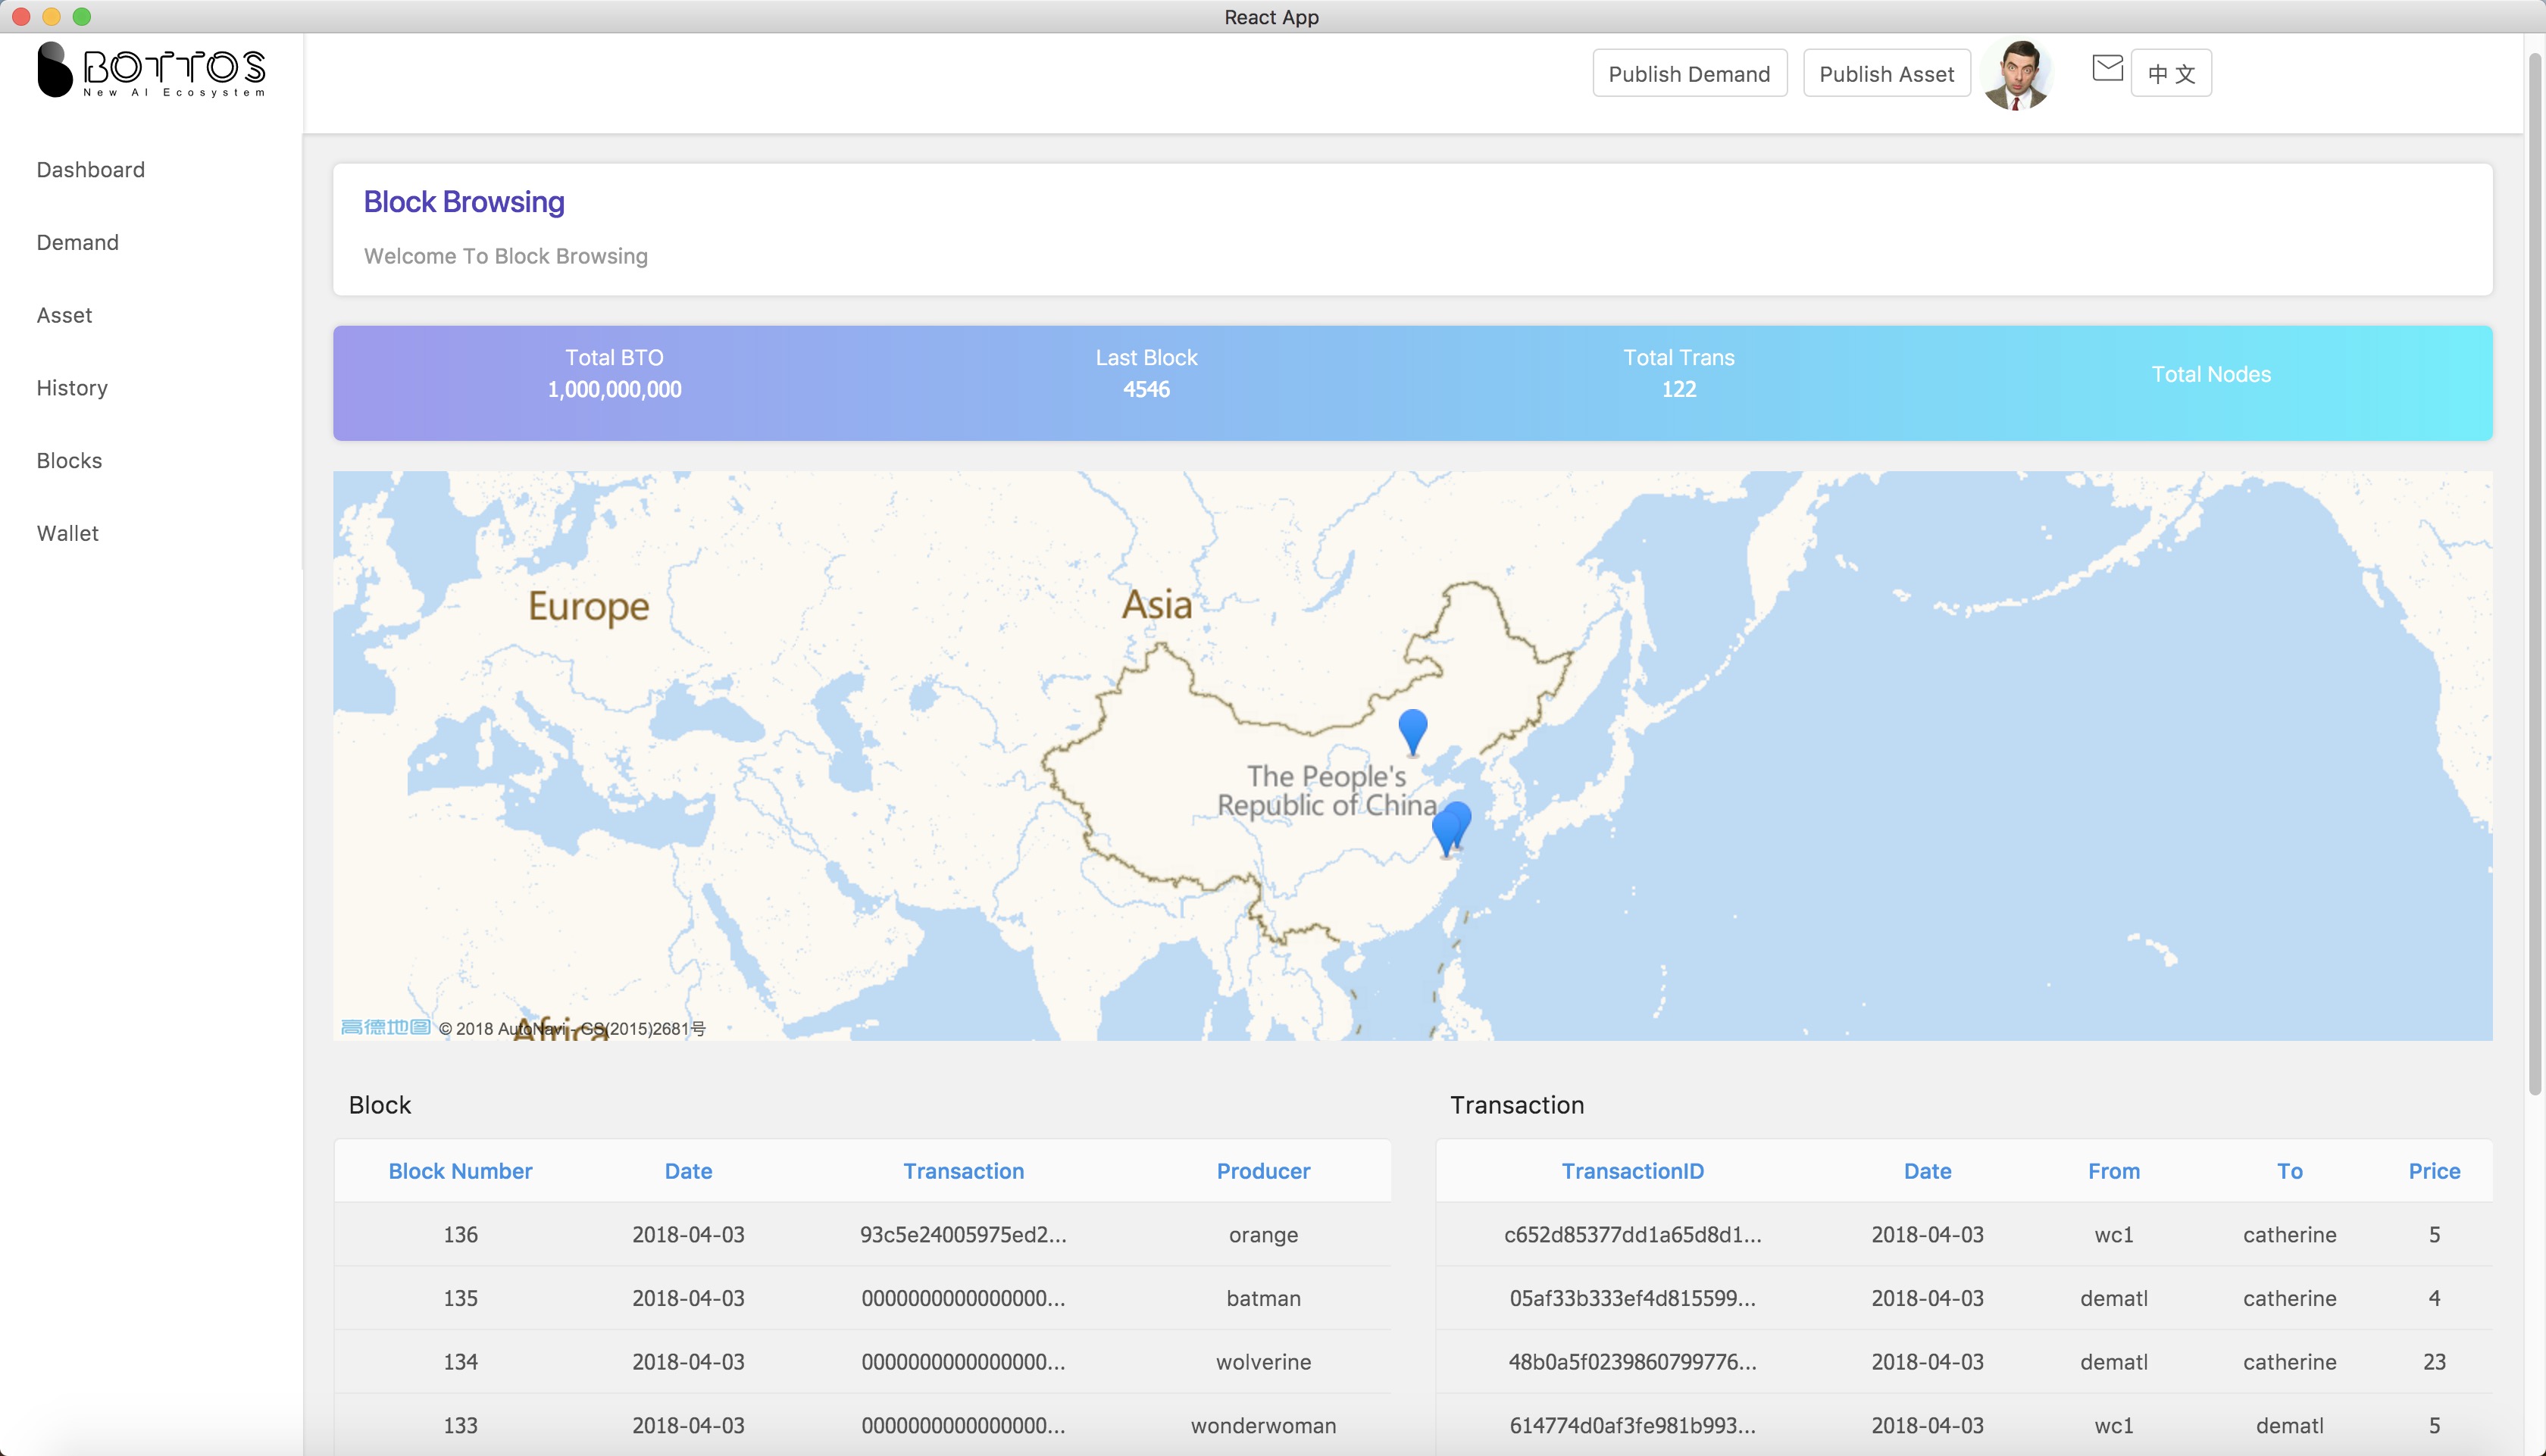 React App
BOTTOS
New AI Ecosystem
Publish Demand
Publish Asset
中 文
Dashboard
Demand
Asset
History
Blocks
Wallet
Block Browsing
Welcome To Block Browsing
Total BTO
1,000,000,000
Last Block
4546
Total Trans
122
Total Nodes
Europe
Asia
The People's
Republic of China
Africa
高德地图 © 2018 AutoNavi - GS(2015)2681号
Block
Block Number Date Transaction Producer
136 2018-04-03 93c5e24005975ed2... orange
135 2018-04-03 0000000000000000... batman
134 2018-04-03 0000000000000000... wolverine
133 2018-04-03 0000000000000000... wonderwoman
Transaction
TransactionID Date From To Price
c652d85377dd1a65d8d1... 2018-04-03 wc1 catherine 5
05af33b333ef4d815599... 2018-04-03 dematl catherine 4
48b0a5f0239860799776... 2018-04-03 dematl catherine 23
614774d0af3fe981b993... 2018-04-03 wc1 dematl 5